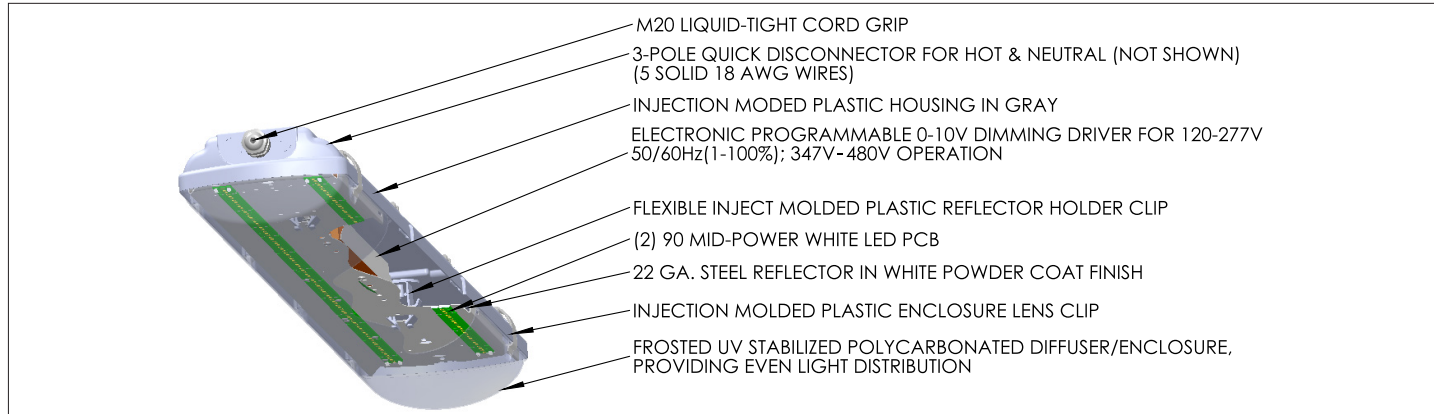 M20 LIQUID-TIGHT CORD GRIP
3-POLE QUICK DISCONNECTOR FOR HOT & NEUTRAL (NOT SHOWN)
(5 SOLID 18 AWG WIRES)
INJECTION MODED PLASTIC HOUSING IN GRAY
ELECTRONIC PROGRAMMABLE 0-10V DIMMING DRIVER FOR 120-277V
50/60Hz(1-100%); 347V-480V OPERATION
FLEXIBLE INJECT MOLDED PLASTIC REFLECTOR HOLDER CLIP
(2) 90 MID-POWER WHITE LED PCB
22 GA. STEEL REFLECTOR IN WHITE POWDER COAT FINISH
INJECTION MOLDED PLASTIC ENCLOSURE LENS CLIP
FROSTED UV STABILIZED POLYCARBONATED DIFFUSER/ENCLOSURE,
PROVIDING EVEN LIGHT DISTRIBUTION